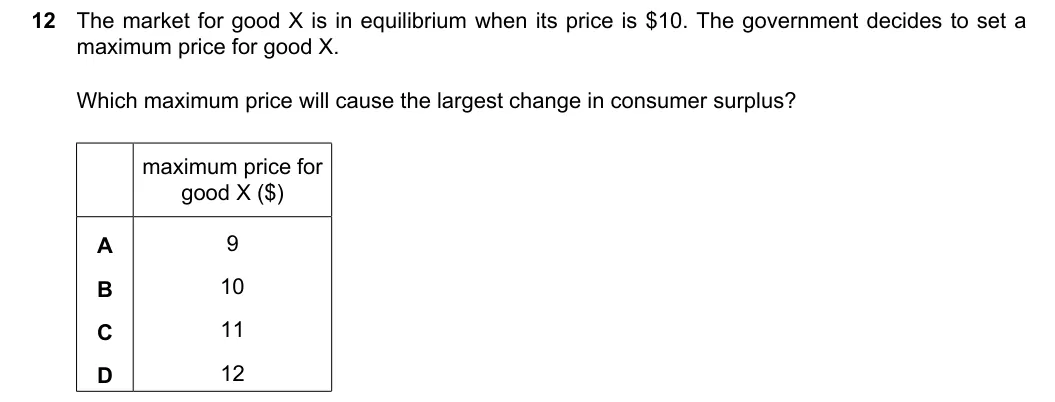 12 The market for good X is in equilibrium when its price is $10. The government decides to set a
maximum price for good X.
Which maximum price will cause the largest change in consumer surplus?
maximum price for
good X ($)
A 9
B 10
C 11
D 12